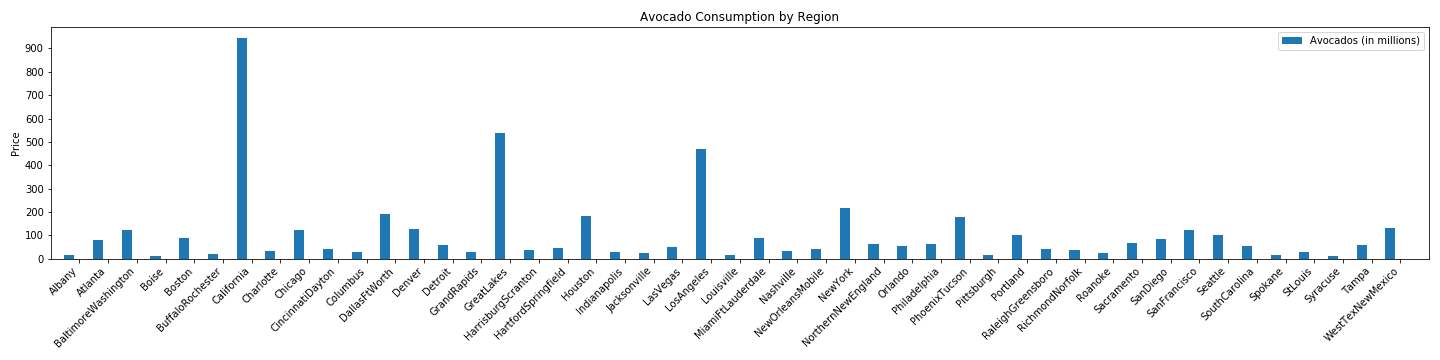 Avocado Consumption by Region
Avocados (in millions)
Price
900
800
700
600
500
400
300
200
100
0
Albany
Atlanta
BaltimoreWashington
Boise
Boston
BuffaloRochester
California
Charlotte
Chicago
CincinnatiDayton
Columbus
DallasFtWorth
Denver
Detroit
GrandRapids
GreatLakes
HarrisburgScranton
HartfordSpringfield
Houston
Indianapolis
Jacksonville
LasVegas
LosAngeles
Louisville
MiamiFtLauderdale
Nashville
NewOrleansMobile
NewYork
NorthernNewEngland
Orlando
Philadelphia
PhoenixTucson
Pittsburgh
Portland
RaleighGreensboro
RichmondNorfolk
Roanoke
Sacramento
SanDiego
SanFrancisco
Seattle
SouthCarolina
Spokane
StLouis
Syracuse
Tampa
WestTexNewMexico